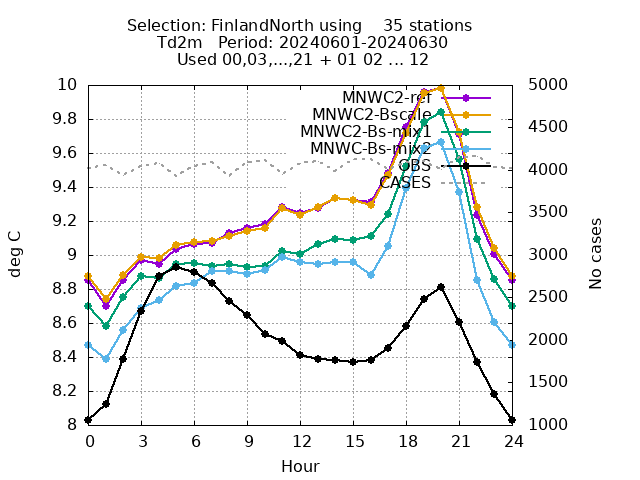 Selection: FinlandNorth using    35 stations
Td2m   Period: 20240601-20240630
Used 00,03,...,21 + 01 02 ... 12
MNWC2-ref
MNWC2-Bscale
MNWC2-Bs-mix1
MNWC-Bs-mix2
OBS
CASES
deg C
10
9.8
9.6
9.4
9.2
9
8.8
8.6
8.4
8.2
8
No cases
5000
4500
4000
3500
3000
2500
2000
1500
1000
0 3 6 9 12 15 18 21 24
Hour